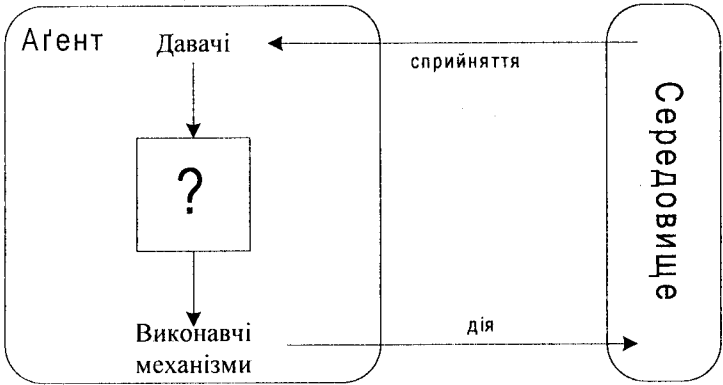 Аґент
Давачі
сприйняття
?
Середовище
Виконавчі
механізми
дія